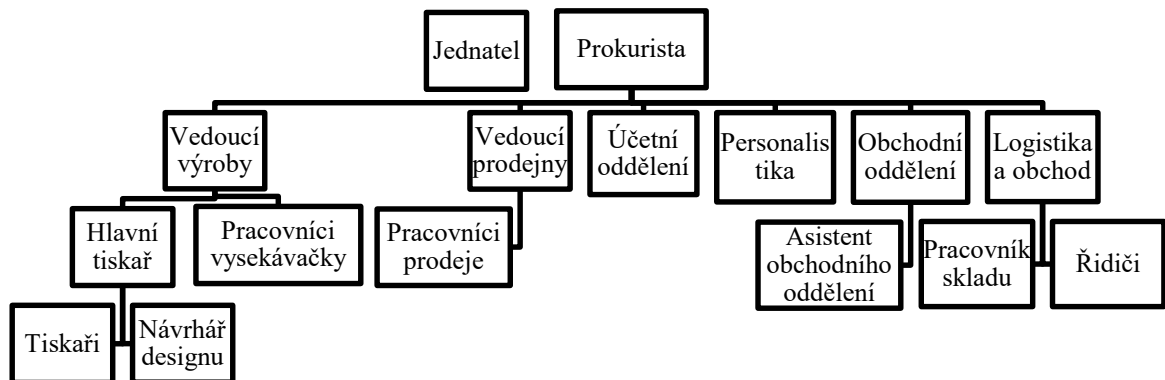 Jednatel
Prokurista
Vedoucí
výroby
Vedoucí
prodejny
Účetní
oddělení
Personalis
tika
Obchodní
oddělení
Logistika
a obchod
Hlavní
tiskař
Pracovníci
vysekávačky
Pracovníci
prodeje
Asistent
obchodního
oddělení
Pracovník
skladu
Řidiči
Tiskaři
Návrhář
designu